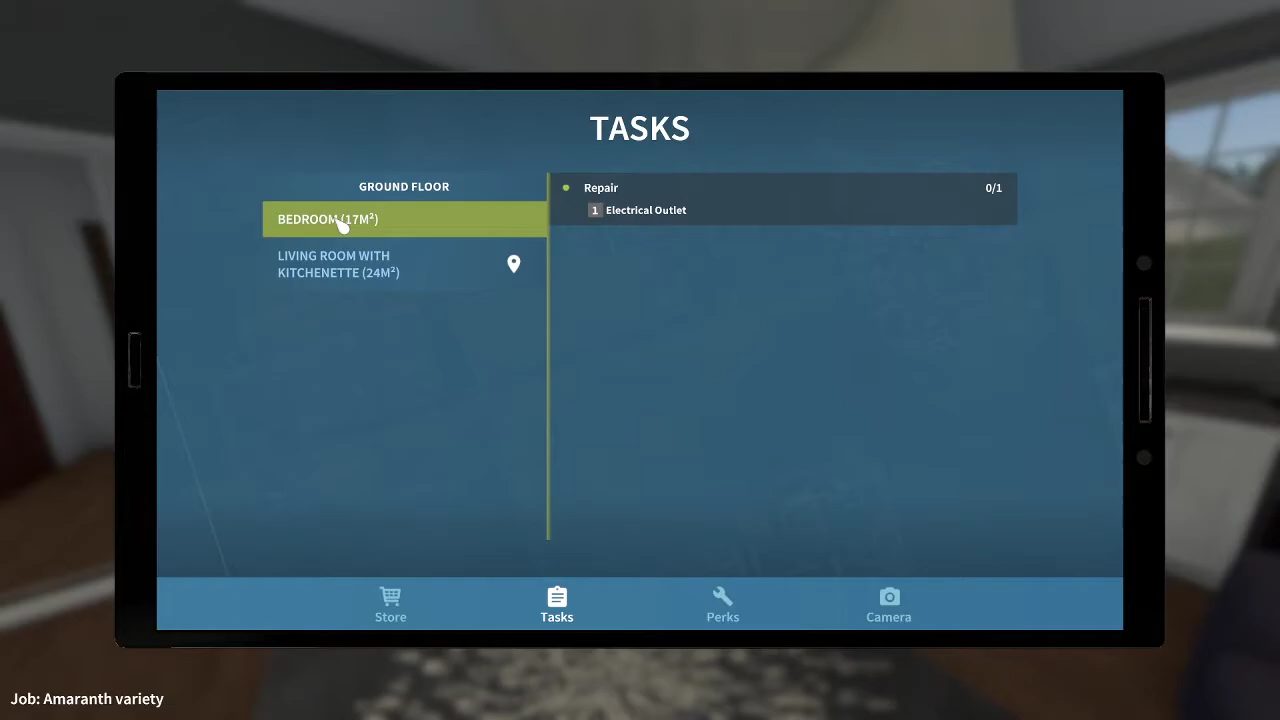 TASKS
GROUND FLOOR
BEDROOM (17M²)
LIVING ROOM WITH
KITCHENETTE (24M²)
Repair 0/1
1 Electrical Outlet
Store Tasks Perks Camera
Job: Amaranth variety